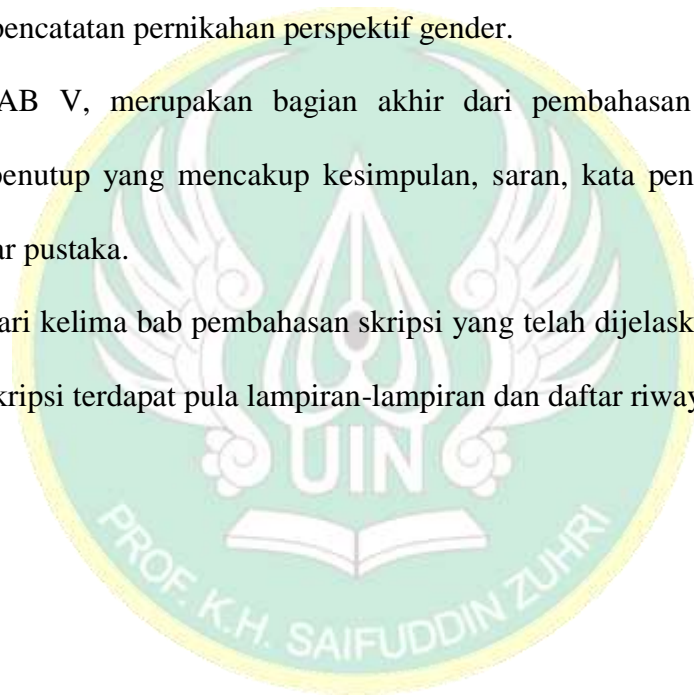 pencatatan pernikahan perspektif gender.
AB V, merupakan bagian akhir dari pembahasan
penutup yang mencakup kesimpulan, saran, kata pen
ar pustaka.
ari kelima bab pembahasan skripsi yang telah dijelask
kripsi terdapat pula lampiran-lampiran dan daftar riway
UIN
PROF. K.H. SAIFUDDIN ZUHRI